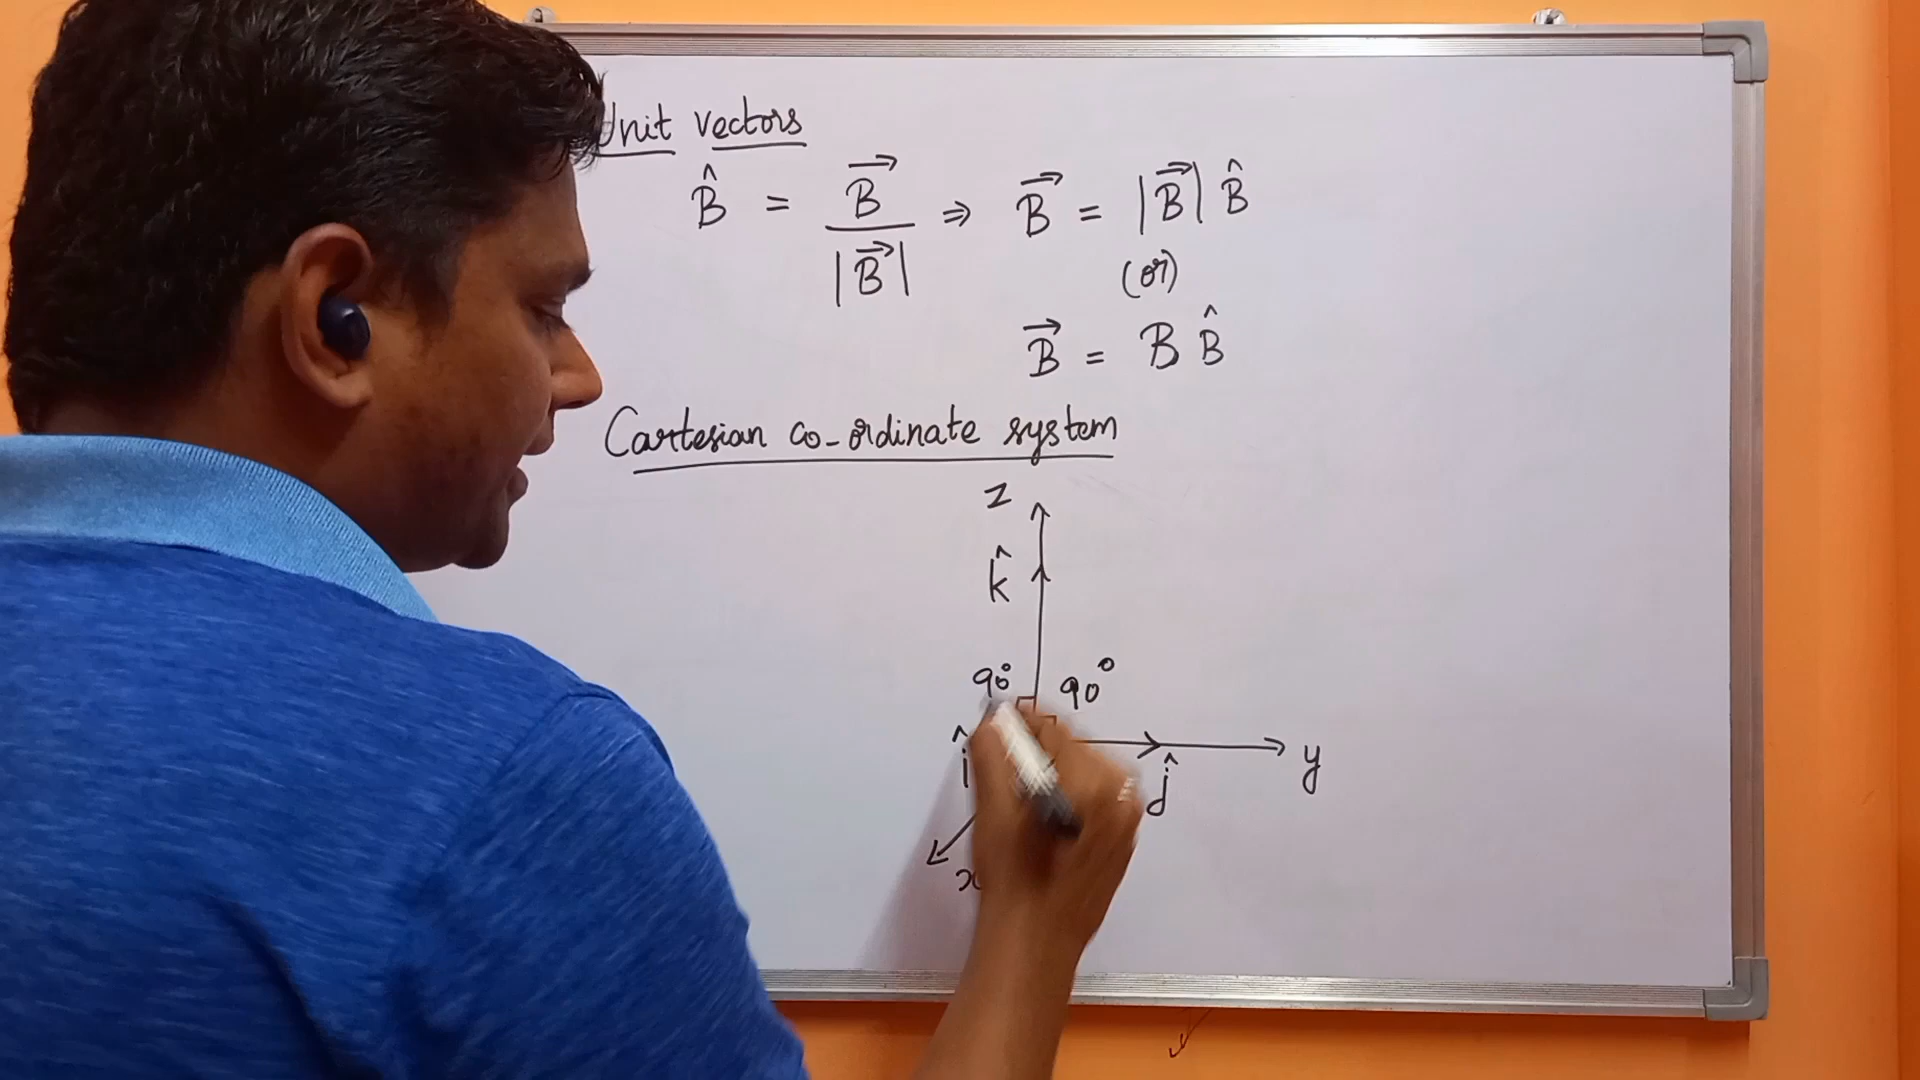 Unit vectors
B̂ = B⃗ / |B⃗| ⇒ B⃗ = |B⃗| B̂
(or)
B⃗ = B B̂
Cartesian co-ordinate system
z
k̂
90° 90°
î ĵ y
x